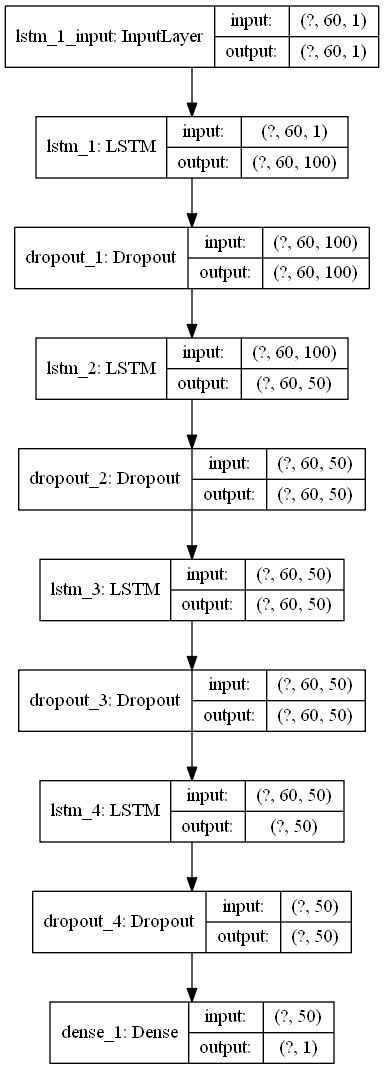 lstm_1_input: InputLayer
input: (?, 60, 1)
output: (?, 60, 1)
lstm_1: LSTM
input: (?, 60, 1)
output: (?, 60, 100)
dropout_1: Dropout
input: (?, 60, 100)
output: (?, 60, 100)
lstm_2: LSTM
input: (?, 60, 100)
output: (?, 60, 50)
dropout_2: Dropout
input: (?, 60, 50)
output: (?, 60, 50)
lstm_3: LSTM
input: (?, 60, 50)
output: (?, 60, 50)
dropout_3: Dropout
input: (?, 60, 50)
output: (?, 60, 50)
lstm_4: LSTM
input: (?, 60, 50)
output: (?, 50)
dropout_4: Dropout
input: (?, 50)
output: (?, 50)
dense_1: Dense
input: (?, 50)
output: (?, 1)